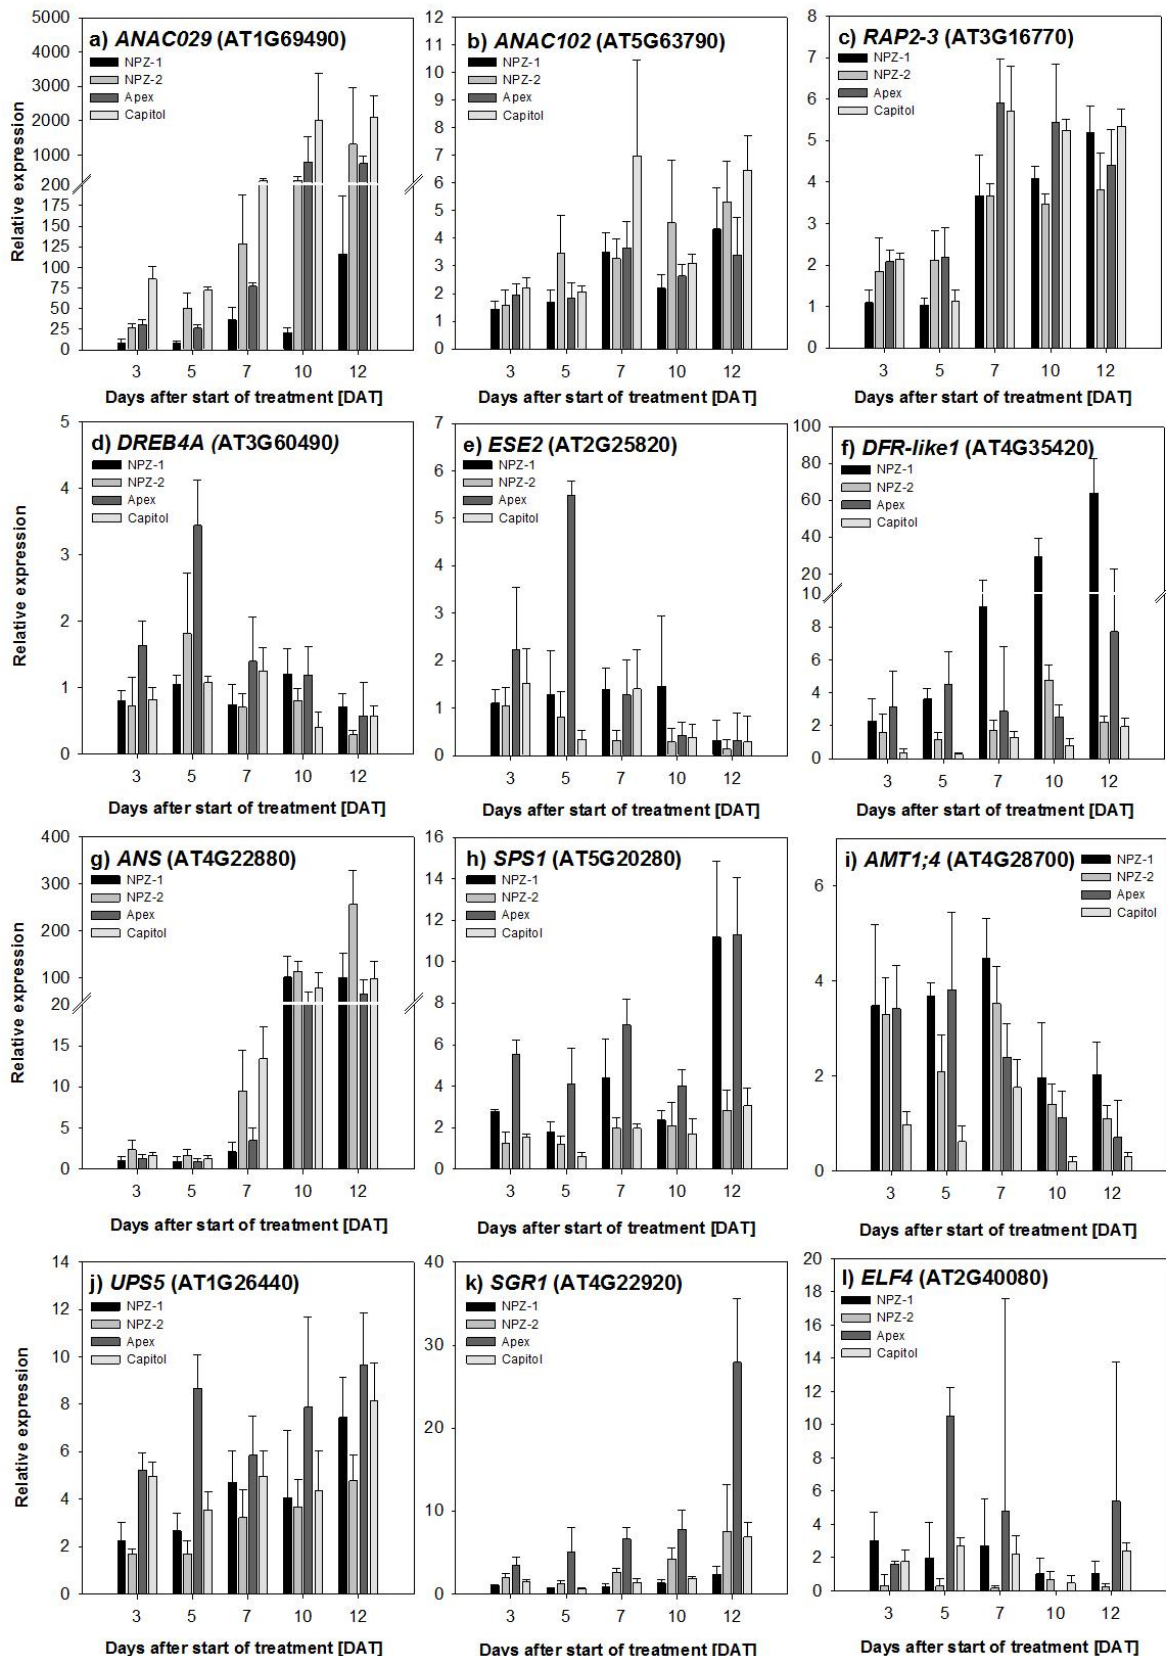 a) ANAC029 (AT1G69490)
NPZ-1
NPZ-2
Apex
Capitol
Relative expression
5000
4000
3000
2000
1000
200
175
150
125
100
75
50
25
0
3 5 7 10 12
Days after start of treatment [DAT]
b) ANAC102 (AT5G63790)
NPZ-1
NPZ-2
Apex
Capitol
12
11
10
9
8
7
6
5
4
3
2
1
0
3 5 7 10 12
Days after start of treatment [DAT]
c) RAP2-3 (AT3G16770)
NPZ-1
NPZ-2
Apex
Capitol
8
7
6
5
4
3
2
1
0
3 5 7 10 12
Days after start of treatment [DAT]
d) DREB4A (AT3G60490)
NPZ-1
NPZ-2
Apex
Capitol
Relative expression
5
4
3
2
1
0
3 5 7 10 12
Days after start of treatment [DAT]
e) ESE2 (AT2G25820)
NPZ-1
NPZ-2
Apex
Capitol
7
6
5
4
3
2
1
0
3 5 7 10 12
Days after start of treatment [DAT]
f) DFR-like1 (AT4G35420)
NPZ-1
NPZ-2
Apex
Capitol
100
80
60
40
20
10
8
6
4
2
0
3 5 7 10 12
Days after start of treatment [DAT]
g) ANS (AT4G22880)
NPZ-1
NPZ-2
Apex
Capitol
Relative expression
400
300
200
100
20
15
10
5
0
3 5 7 10 12
Days after start of treatment [DAT]
h) SPS1 (AT5G20280)
NPZ-1
NPZ-2
Apex
Capitol
16
14
12
10
8
6
4
2
0
3 5 7 10 12
Days after start of treatment [DAT]
i) AMT1;4 (AT4G28700)
NPZ-1
NPZ-2
Apex
Capitol
6
4
2
0
3 5 7 10 12
Days after start of treatment [DAT]
j) UPS5 (AT1G26440)
NPZ-1
NPZ-2
Apex
Capitol
Relative expression
14
12
10
8
6
4
2
0
3 5 7 10 12
Days after start of treatment [DAT]
k) SGR1 (AT4G22920)
NPZ-1
NPZ-2
Apex
Capitol
40
30
20
10
0
3 5 7 10 12
Days after start of treatment [DAT]
l) ELF4 (AT2G40080)
NPZ-1
NPZ-2
Apex
Capitol
20
18
16
14
12
10
8
6
4
2
0
3 5 7 10 12
Days after start of treatment [DAT]